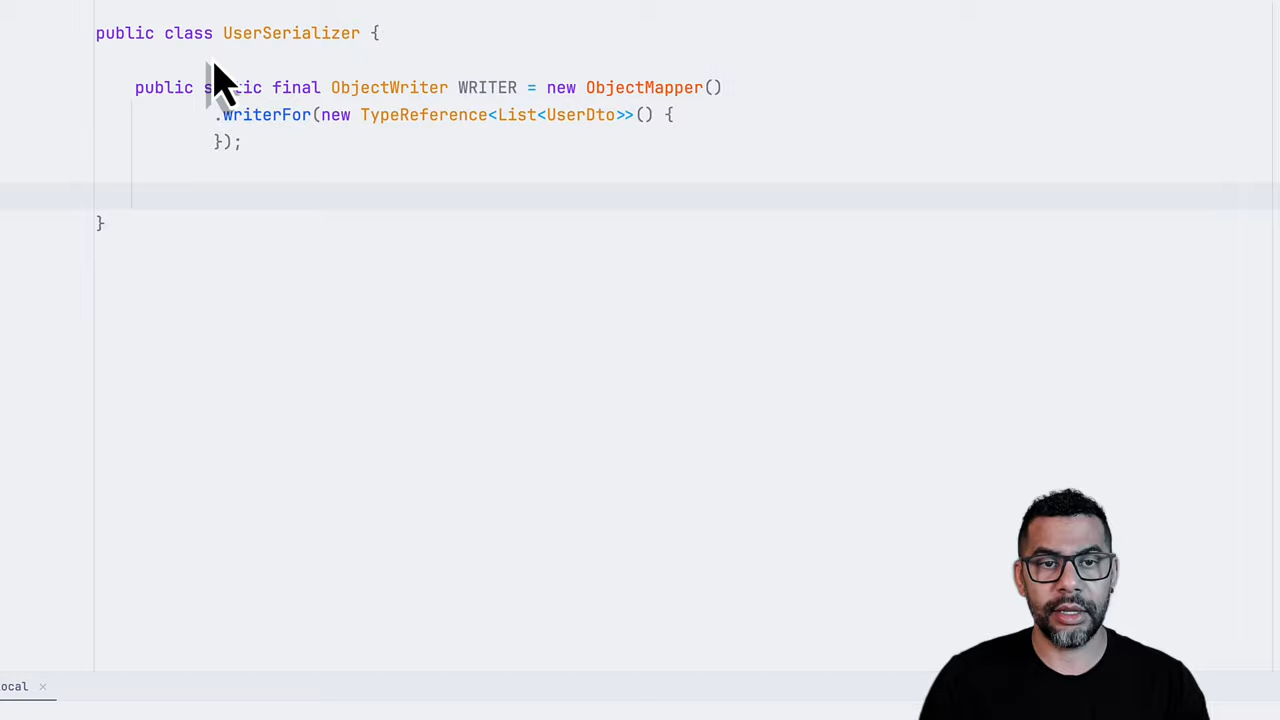 public class UserSerializer {
public static final ObjectWriter WRITER = new ObjectMapper()
.writerFor(new TypeReference<List<UserDto>>() {
});
}
ocal ×